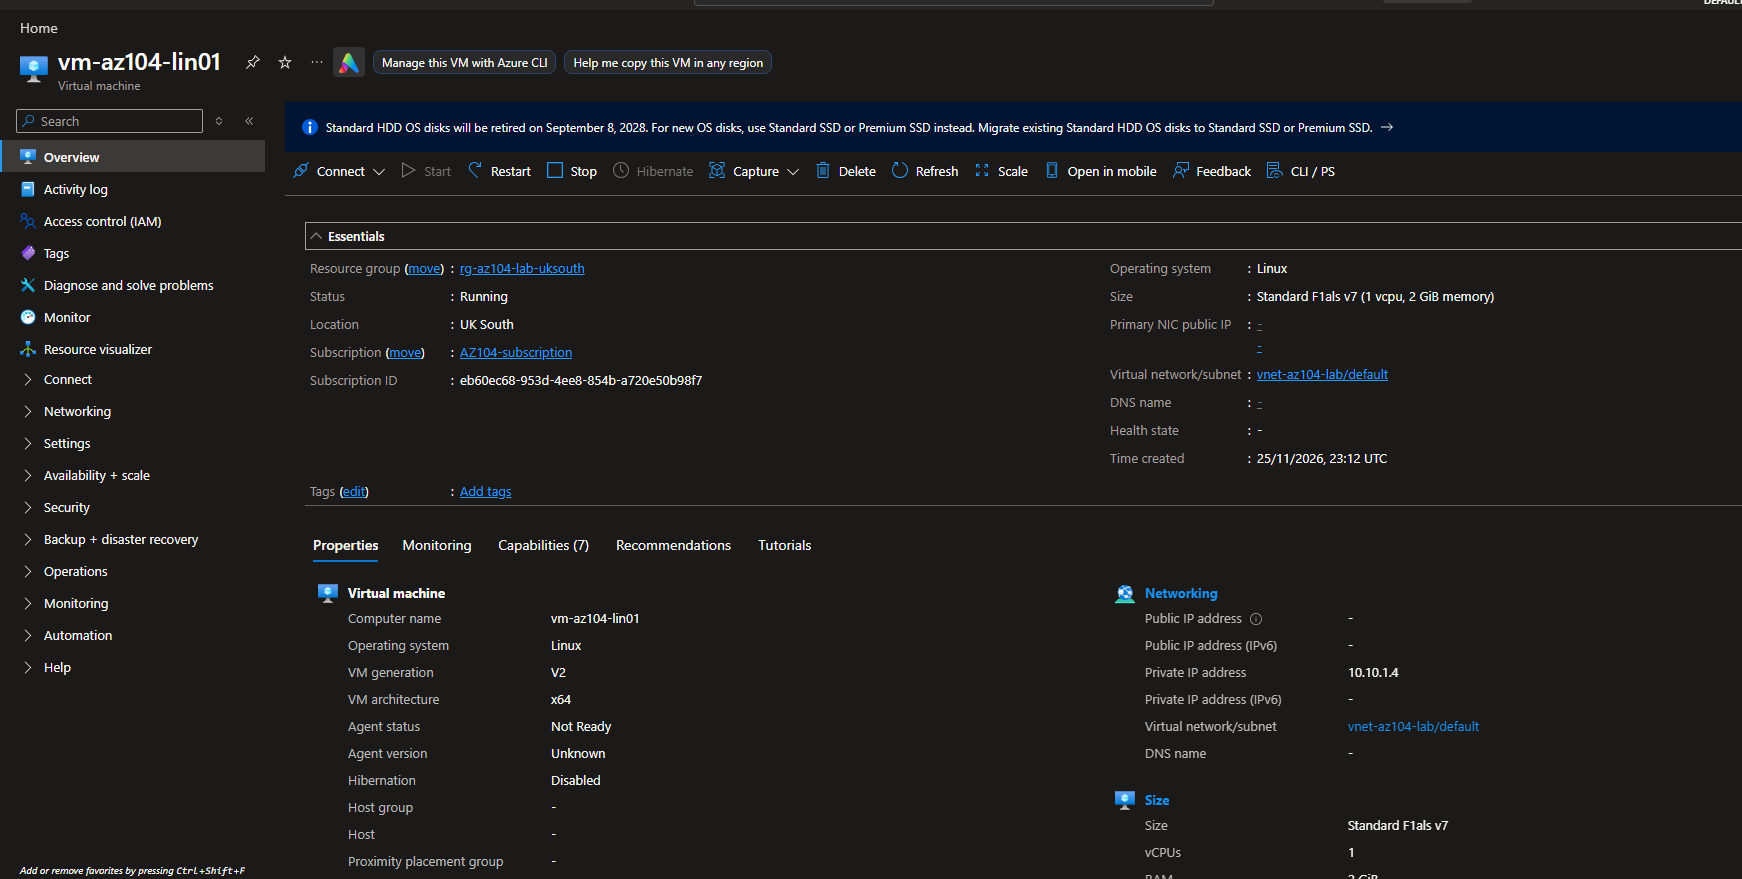 DEFAULT
Home
vm-az104-lin01
Manage this VM with Azure CLI
Help me copy this VM in any region
Virtual machine
Search
Standard HDD OS disks will be retired on September 8, 2028. For new OS disks, use Standard SSD or Premium SSD instead. Migrate existing Standard HDD OS disks to Standard SSD or Premium SSD.
Connect Start Restart Stop Hibernate Capture Delete Refresh Scale Open in mobile Feedback CLI / PS
Overview
Activity log
Access control (IAM)
Tags
Diagnose and solve problems
Monitor
Resource visualizer
Connect
Networking
Settings
Availability + scale
Security
Backup + disaster recovery
Operations
Monitoring
Automation
Help
Add or remove favorites by pressing Ctrl+Shift+F
Essentials
Resource group (move) : rg-az104-lab-uksouth
Status : Running
Location : UK South
Subscription (move) : AZ104-subscription
Subscription ID : eb60ec68-953d-4ee8-854b-a720e50b98f7
Operating system : Linux
Size : Standard F1als v7 (1 vcpu, 2 GiB memory)
Primary NIC public IP : -
-
Virtual network/subnet : vnet-az104-lab/default
DNS name : -
Health state : -
Time created : 25/11/2026, 23:12 UTC
Tags (edit) : Add tags
Properties Monitoring Capabilities (7) Recommendations Tutorials
Virtual machine
Computer name vm-az104-lin01
Operating system Linux
VM generation V2
VM architecture x64
Agent status Not Ready
Agent version Unknown
Hibernation Disabled
Host group -
Host -
Proximity placement group -
Networking
Public IP address -
Public IP address (IPv6) -
Private IP address 10.10.1.4
Private IP address (IPv6) -
Virtual network/subnet vnet-az104-lab/default
DNS name -
Size
Size Standard F1als v7
vCPUs 1
RAM 2 GiB